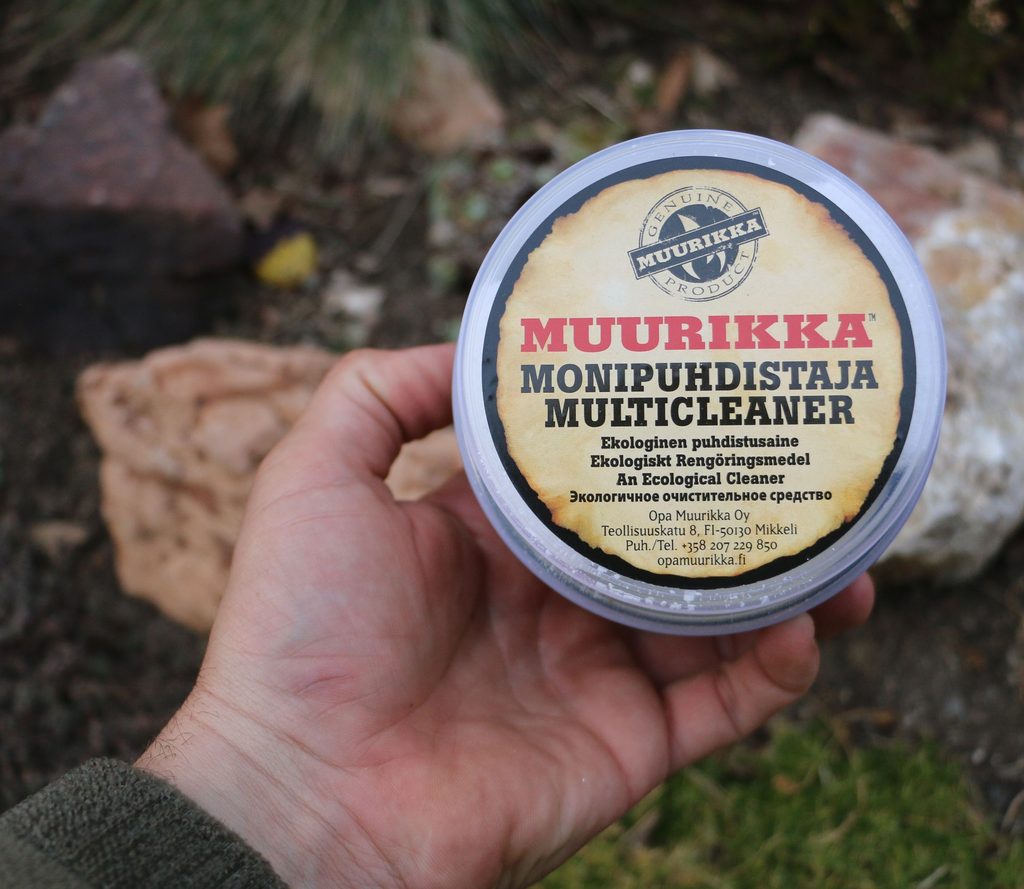 GENUINE
MUURIKKA
PRODUCT
MUURIKKA™
MONIPUHDISTAJA
MULTICLEANER
Ekologinen puhdistusaine
Ekologiskt Rengöringsmedel
An Ecological Cleaner
Экологичное очистительное средство
Opa Muurikka Oy
Teollisuuskatu 8, FI-50130 Mikkeli
Puh./Tel. +358 207 229 850
opamuurikka.fi